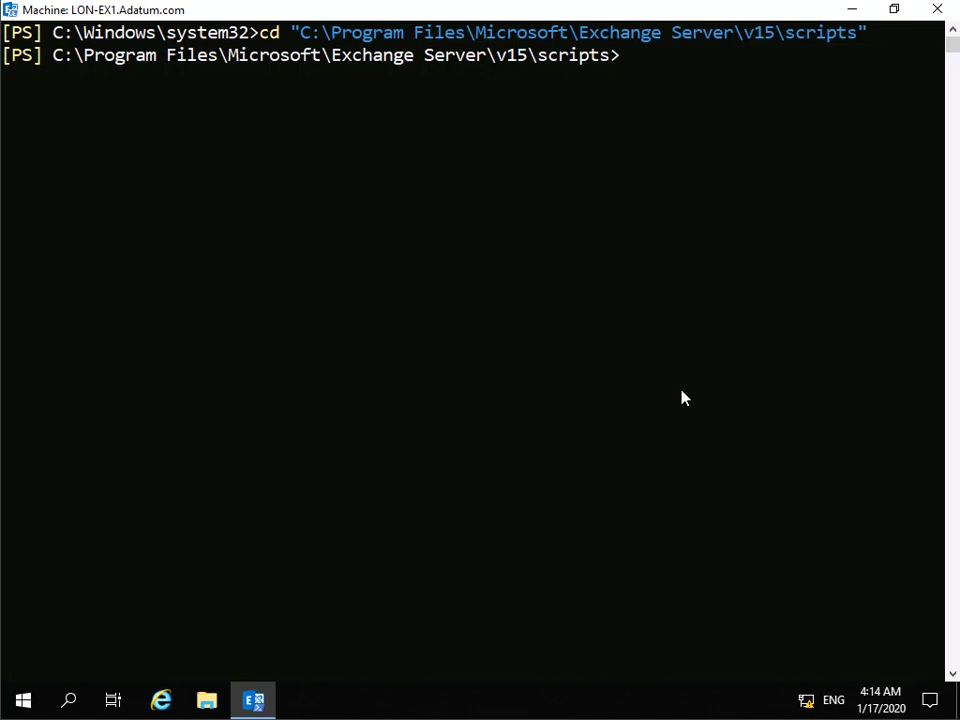 Machine: LON-EX1.Adatum.com
[PS] C:\Windows\system32>cd "C:\Program Files\Microsoft\Exchange Server\v15\scripts"
[PS] C:\Program Files\Microsoft\Exchange Server\v15\scripts>
ENG
4:14 AM
1/17/2020